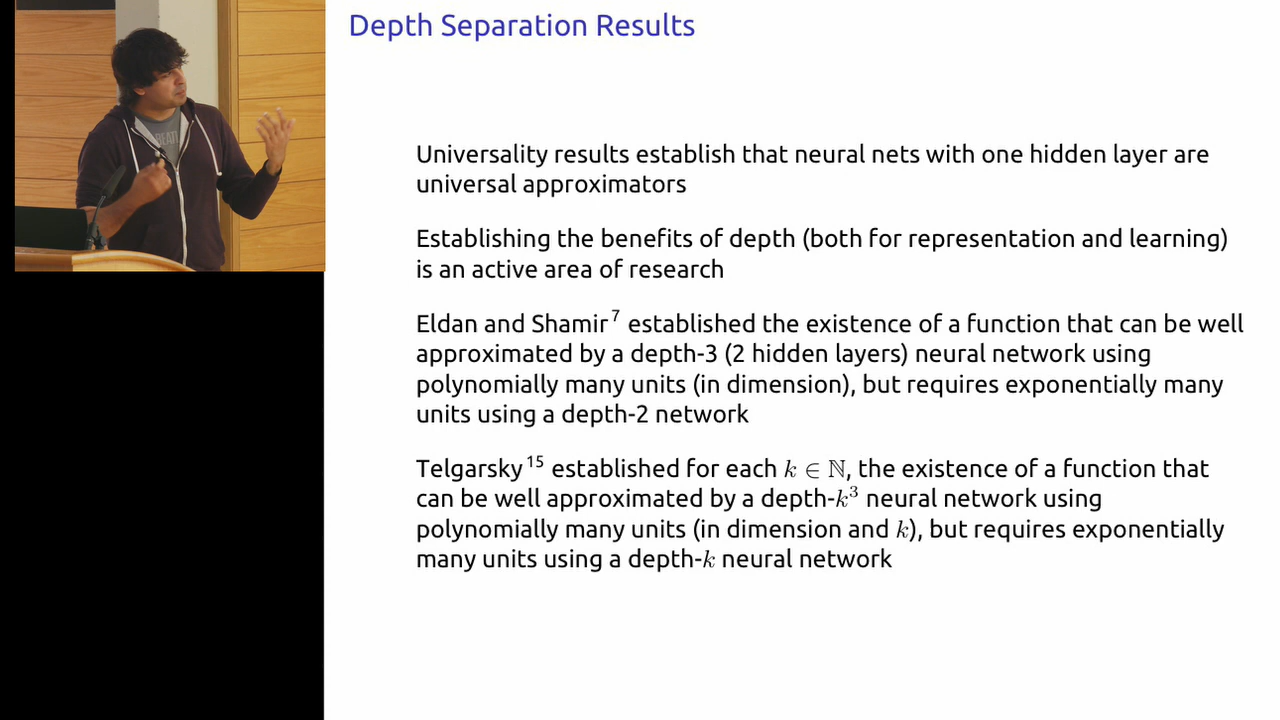 Depth Separation Results
Universality results establish that neural nets with one hidden layer are
universal approximators
Establishing the benefits of depth (both for representation and learning)
is an active area of research
Eldan and Shamir⁷ established the existence of a function that can be well
approximated by a depth-3 (2 hidden layers) neural network using
polynomially many units (in dimension), but requires exponentially many
units using a depth-2 network
Telgarsky¹⁵ established for each k ∈ ℕ, the existence of a function that
can be well approximated by a depth-k³ neural network using
polynomially many units (in dimension and k), but requires exponentially
many units using a depth-k neural network